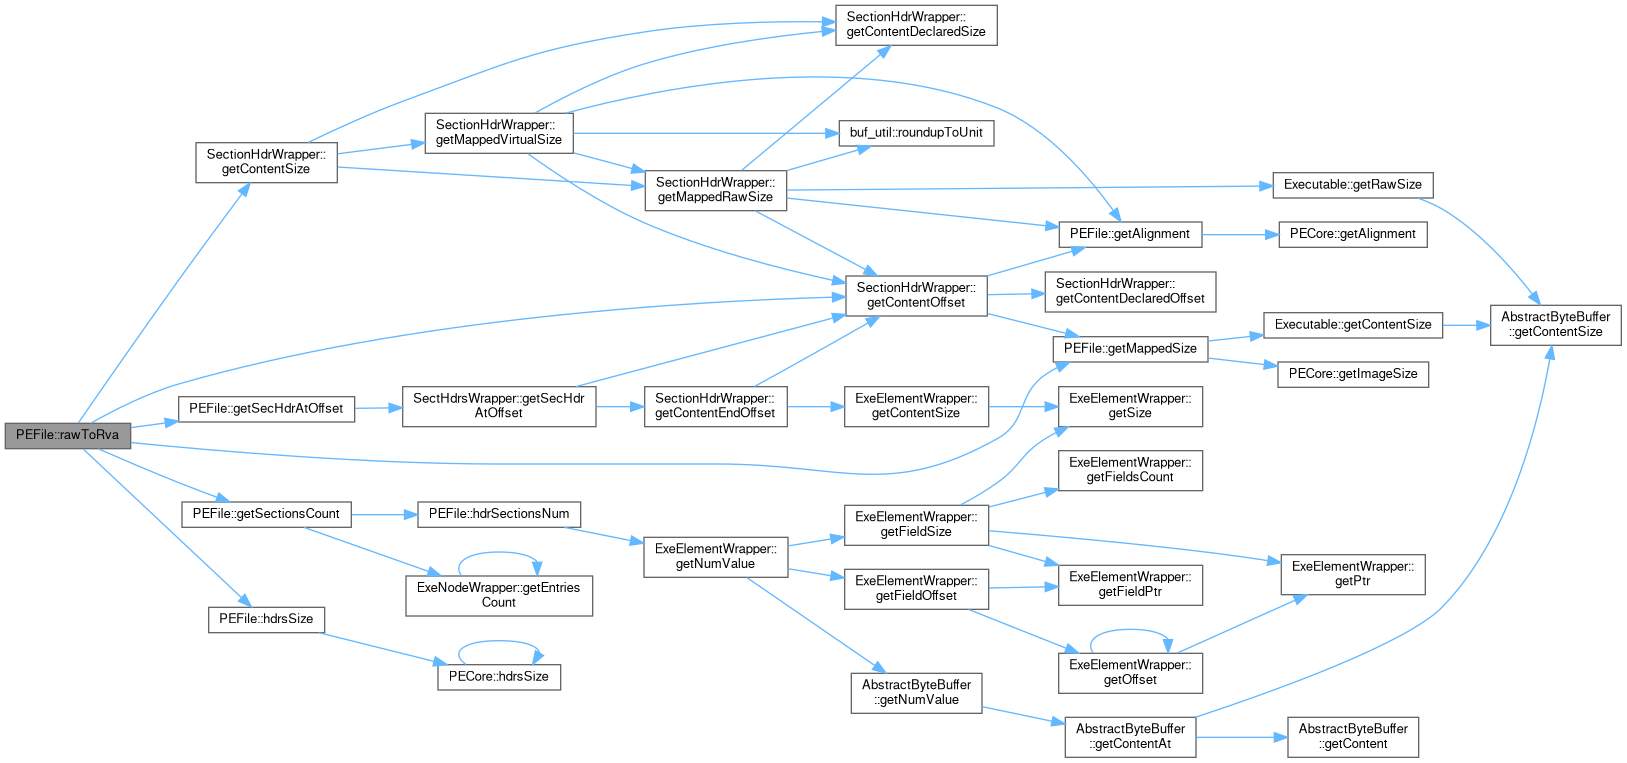 PEFile::rawToRva
SectionHdrWrapper::
getContentSize
PEFile::getSecHdrAtOffset
PEFile::getSectionsCount
PEFile::hdrsSize
SectionHdrWrapper::
getMappedVirtualSize
SectHdrsWrapper::getSecHdr
AtOffset
PEFile::hdrSectionsNum
ExeNodeWrapper::getEntries
Count
PECore::hdrsSize
SectionHdrWrapper::
getMappedRawSize
SectionHdrWrapper::
getContentEndOffset
ExeElementWrapper::
getNumValue
SectionHdrWrapper::
getContentDeclaredSize
buf_util::roundupToUnit
SectionHdrWrapper::
getContentOffset
ExeElementWrapper::
getContentSize
ExeElementWrapper::
getFieldSize
ExeElementWrapper::
getFieldOffset
AbstractByteBuffer
::getNumValue
PEFile::getAlignment
SectionHdrWrapper::
getContentDeclaredOffset
PEFile::getMappedSize
ExeElementWrapper::
getSize
ExeElementWrapper::
getFieldsCount
ExeElementWrapper::
getFieldPtr
ExeElementWrapper::
getOffset
AbstractByteBuffer
::getContentAt
Executable::getRawSize
PECore::getAlignment
Executable::getContentSize
PECore::getImageSize
ExeElementWrapper::
getPtr
AbstractByteBuffer
::getContent
AbstractByteBuffer
::getContentSize